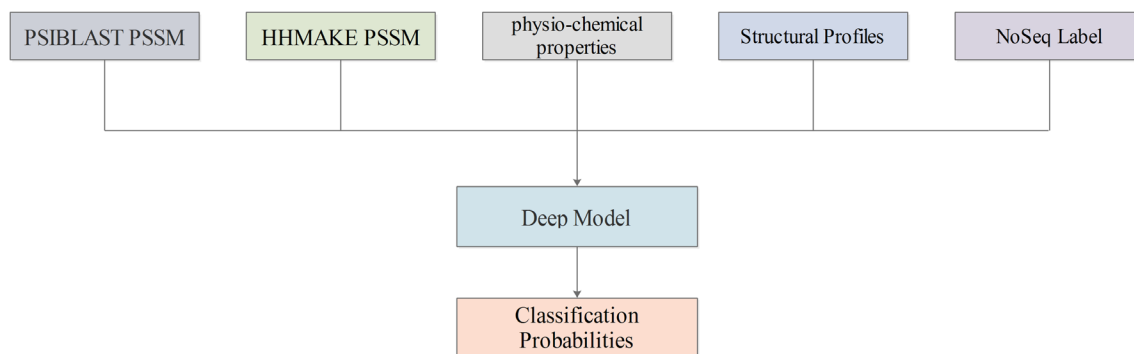 PSIBLAST PSSM
HHMAKE PSSM
physio-chemical
properties
Structural Profiles
NoSeq Label
Deep Model
Classification
Probabilities